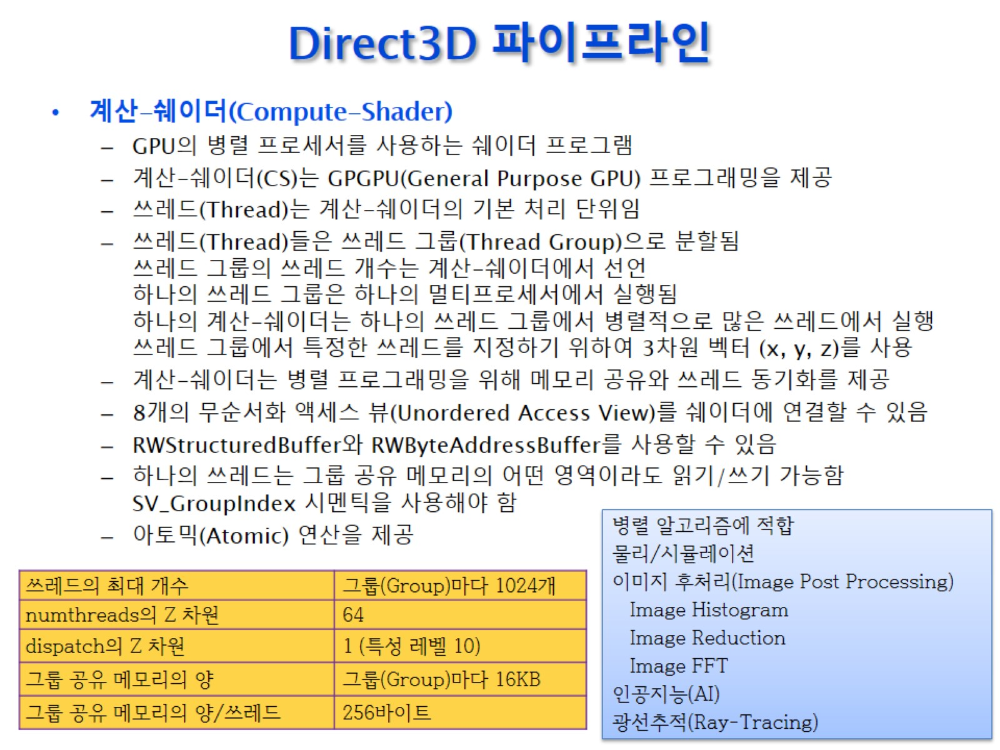 Direct3D 파이프라인
• 계산-쉐이더(Compute-Shader)
– GPU의 병렬 프로세서를 사용하는 쉐이더 프로그램
– 계산-쉐이더(CS)는 GPGPU(General Purpose GPU) 프로그래밍을 제공
– 쓰레드(Thread)는 계산-쉐이더의 기본 처리 단위임
– 쓰레드(Thread)들은 쓰레드 그룹(Thread Group)으로 분할됨
쓰레드 그룹의 쓰레드 개수는 계산-쉐이더에서 선언
하나의 쓰레드 그룹은 하나의 멀티프로세서에서 실행됨
하나의 계산-쉐이더는 하나의 쓰레드 그룹에서 병렬적으로 많은 쓰레드에서 실행
쓰레드 그룹에서 특정한 쓰레드를 지정하기 위하여 3차원 벡터 (x, y, z)를 사용
– 계산-쉐이더는 병렬 프로그래밍을 위해 메모리 공유와 쓰레드 동기화를 제공
– 8개의 무순서화 액세스 뷰(Unordered Access View)를 쉐이더에 연결할 수 있음
– RWStructuredBuffer와 RWByteAddressBuffer를 사용할 수 있음
– 하나의 쓰레드는 그룹 공유 메모리의 어떤 영역이라도 읽기/쓰기 가능함
SV_GroupIndex 시멘틱을 사용해야 함
– 아토믹(Atomic) 연산을 제공
쓰레드의 최대 개수 그룹(Group)마다 1024개
numthreads의 Z 차원 64
dispatch의 Z 차원 1 (특성 레벨 10)
그룹 공유 메모리의 양 그룹(Group)마다 16KB
그룹 공유 메모리의 양/쓰레드 256바이트
병렬 알고리즘에 적합
물리/시뮬레이션
이미지 후처리(Image Post Processing)
Image Histogram
Image Reduction
Image FFT
인공지능(AI)
광선추적(Ray-Tracing)